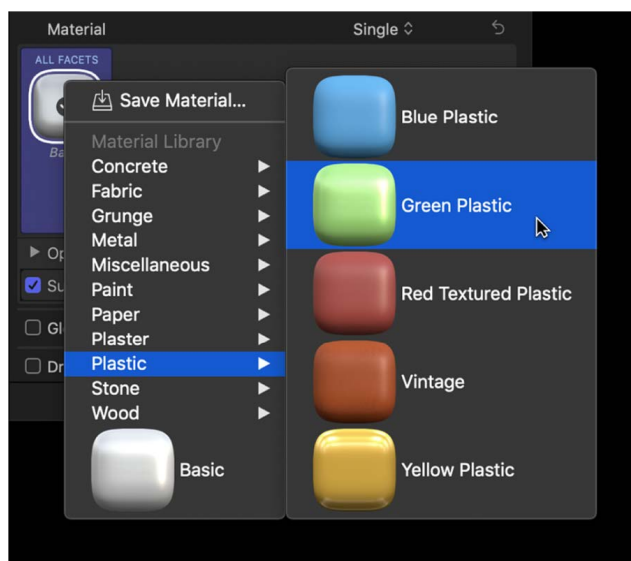 Material
Single
ALL FACETS
Save Material...
Material Library
Concrete
Fabric
Grunge
Metal
Miscellaneous
Paint
Paper
Plaster
Plastic
Stone
Wood
Basic
Blue Plastic
Green Plastic
Red Textured Plastic
Vintage
Yellow Plastic